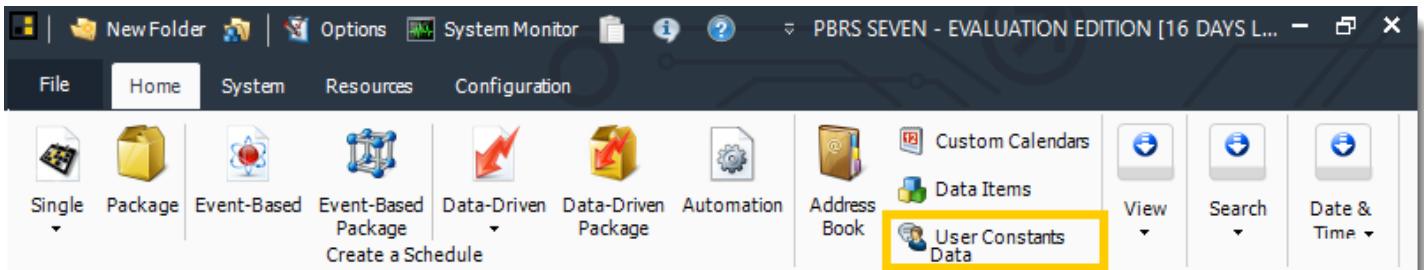 New Folder Options System Monitor PBRS SEVEN - EVALUATION EDITION [16 DAYS L...
File Home System Resources Configuration
12 Custom Calendars
Data Items
Single Package Event-Based Event-Based Data-Driven Data-Driven Automation Address View Search Date &
Package Package Book User Constants Time
Create a Schedule Data